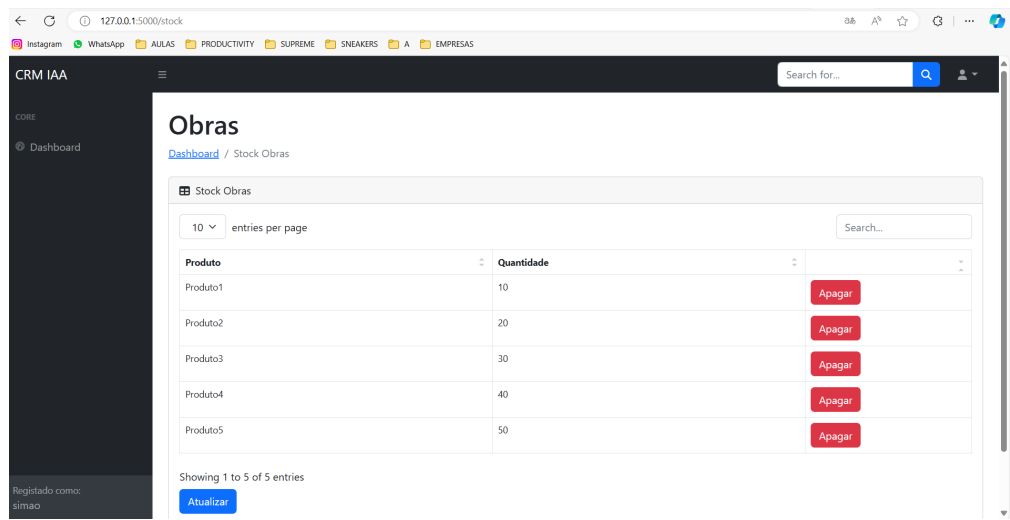 127.0.0.1:5000/stock
Instagram WhatsApp AULAS PRODUCTIVITY SUPREME SNEAKERS A EMPRESAS
CRM IAA Search for...
CORE
Dashboard
Obras
Dashboard / Stock Obras
Stock Obras
10 entries per page Search...
Produto Quantidade
Produto1 10 Apagar
Produto2 20 Apagar
Produto3 30 Apagar
Produto4 40 Apagar
Produto5 50 Apagar
Showing 1 to 5 of 5 entries
Atualizar
Registado como:
simao